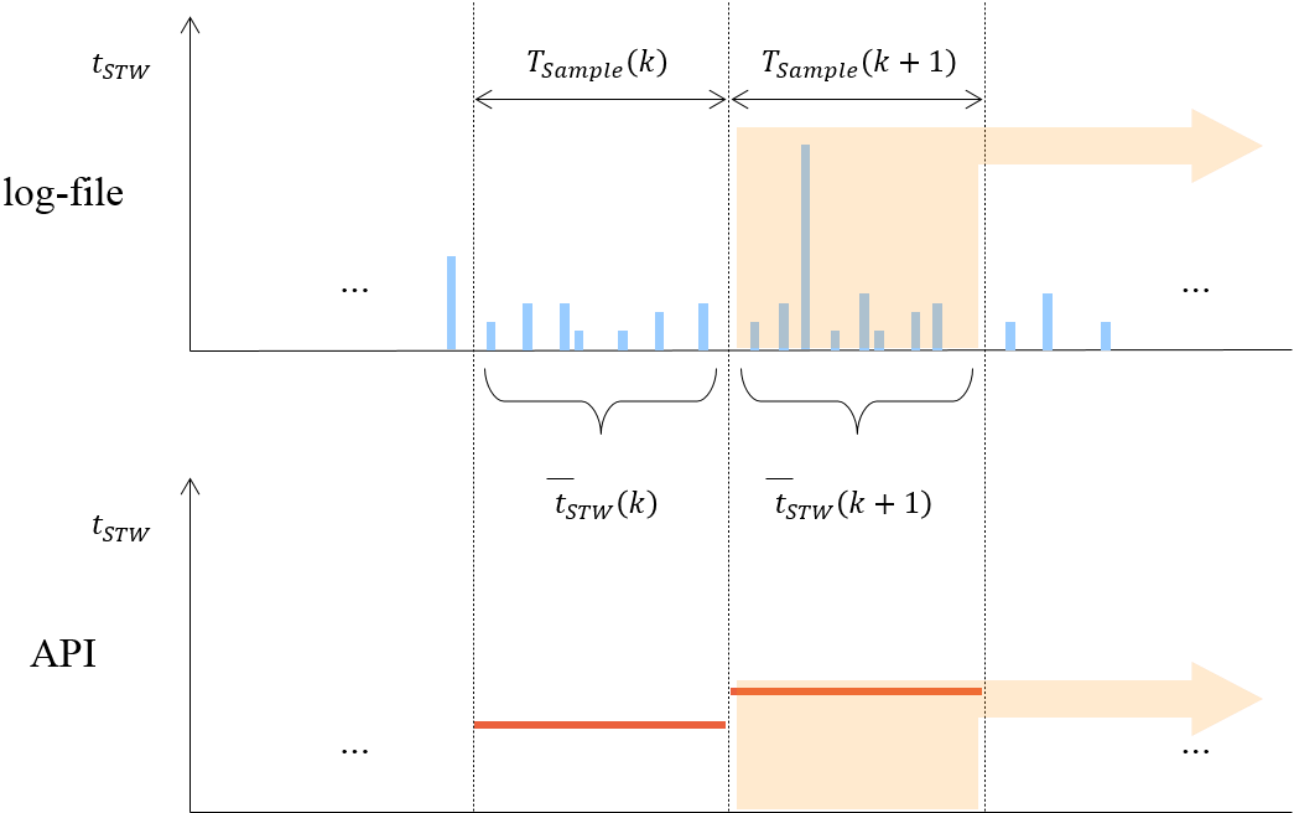 t_STW
T_Sample(k)
T_Sample(k + 1)
log-file
...
...
t̅_STW(k)
t̅_STW(k + 1)
t_STW
API
...
...